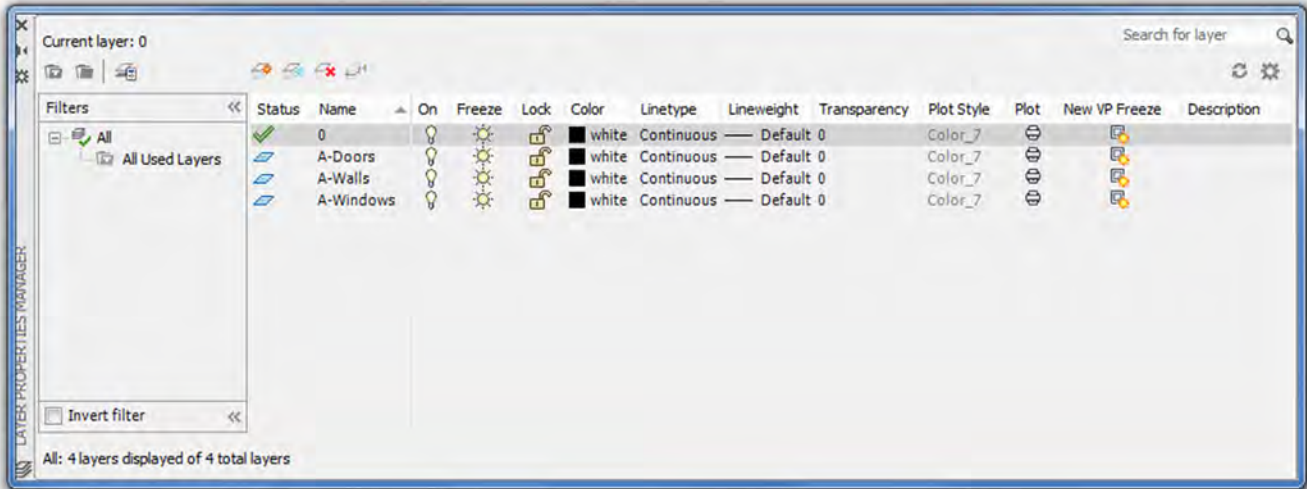 Current layer: 0
Search for layer
Filters
Status Name On Freeze Lock Color Linetype Lineweight Transparency Plot Style Plot New VP Freeze Description
All
All Used Layers
0 white Continuous Default 0 Color_7
A-Doors white Continuous Default 0 Color_7
A-Walls white Continuous Default 0 Color_7
A-Windows white Continuous Default 0 Color_7
Invert filter
All: 4 layers displayed of 4 total layers
LAYER PROPERTIES MANAGER